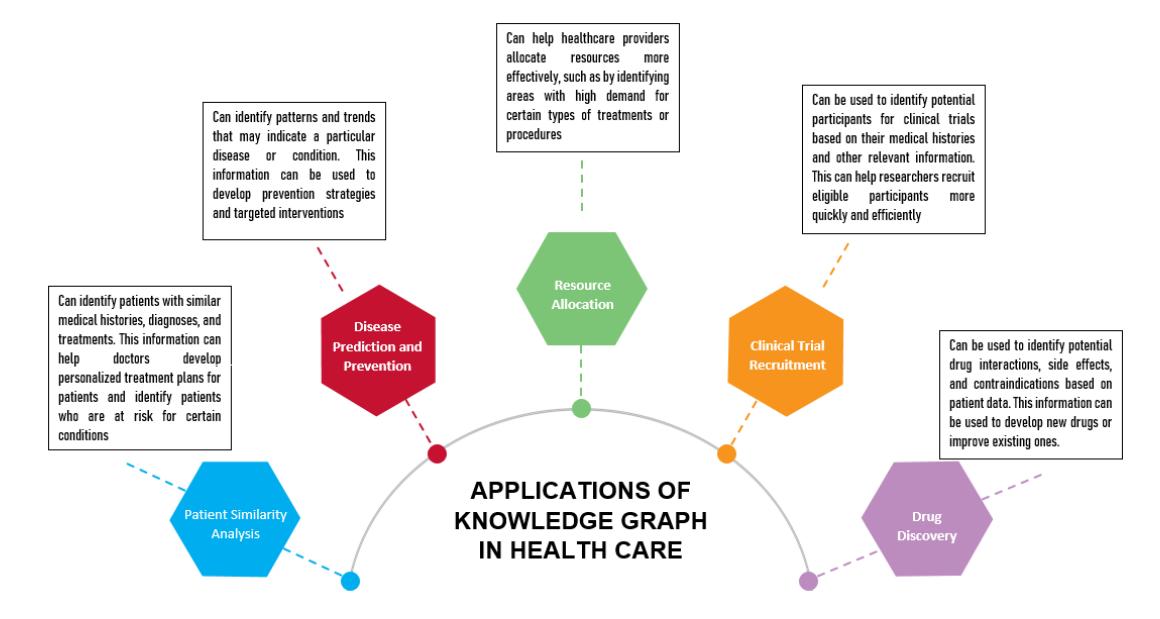 Can help healthcare providers
allocate resources more
effectively, such as by identifying
areas with high demand for
certain types of treatments or
procedures
Can be used to identify potential
participants for clinical trials
based on their medical histories
and other relevant information.
This can help researchers recruit
eligible participants more
quickly and efficiently
Can identify patterns and trends
that may indicate a particular
disease or condition. This
information can be used to
develop prevention strategies
and targeted interventions
Resource
Allocation
Can identify patients with similar
medical histories, diagnoses, and
treatments. This information can
help doctors develop
personalized treatment plans for
patients and identify patients
who are at risk for certain
conditions
Disease
Prediction and
Prevention
Clinical Trial
Recruitment
Can be used to identify potential
drug interactions, side effects,
and contraindications based on
patient data. This information can
be used to develop new drugs or
improve existing ones.
Patient Similarity
Analysis
APPLICATIONS OF
KNOWLEDGE GRAPH
IN HEALTH CARE
Drug
Discovery